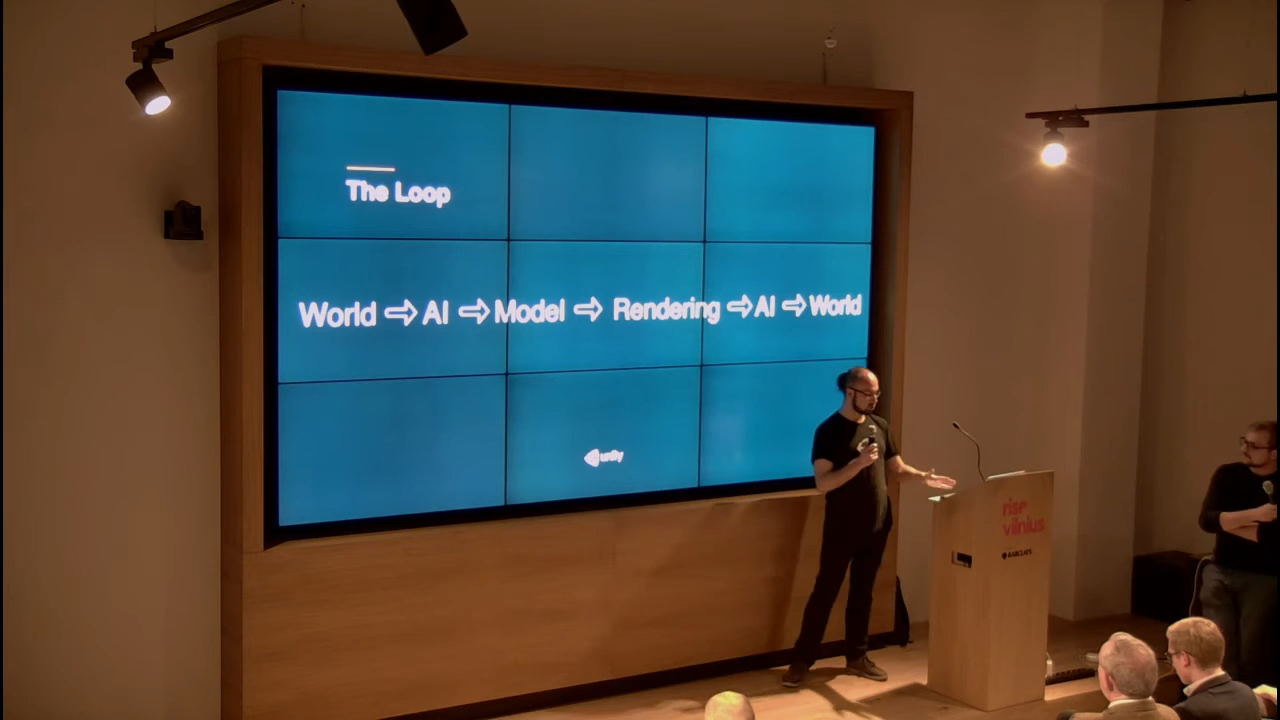 The Loop
World ⇨ AI ⇨ Model ⇨ Rendering ⇨ AI ⇨ World
unity
rise
vilnius
BARCLAYS